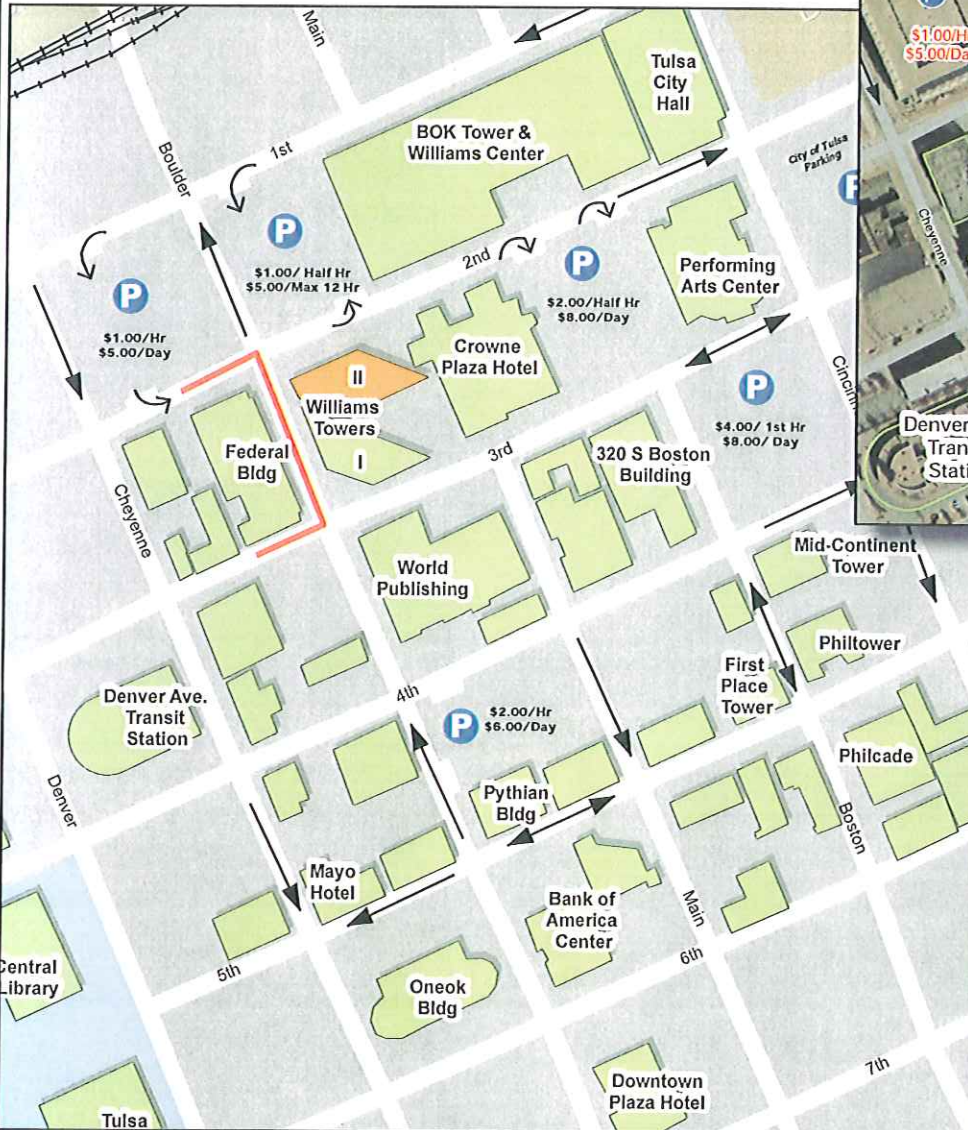 Main
$1.00/H
$5.00/Da
Tulsa
City
Hall
BOK Tower &
Williams Center
1st
Boulder
City of Tulsa
Parking
P
P
$1.00/ Half Hr
$5.00/Max 12 Hr
2nd
P
$2.00/Half Hr
$8.00/Day
Performing
Arts Center
Cheyenne
P
$1.00/Hr
$5.00/Day
Crowne
Plaza Hotel
II
Williams
Towers
I
Cincinn
P
$4.00/ 1st Hr
$8.00/ Day
Federal
Bldg
3rd
320 S Boston
Building
Denver
Tran
Stati
Cheyenne
World
Publishing
Mid-Continent
Tower
Philtower
First
Place
Tower
Denver Ave.
Transit
Station
4th
P
$2.00/Hr
$6.00/Day
Philcade
Denver
Pythian
Bldg
Boston
Mayo
Hotel
Bank of
America
Center
Main
5th
6th
Central
Library
Oneok
Bldg
7th
Downtown
Plaza Hotel
Tulsa